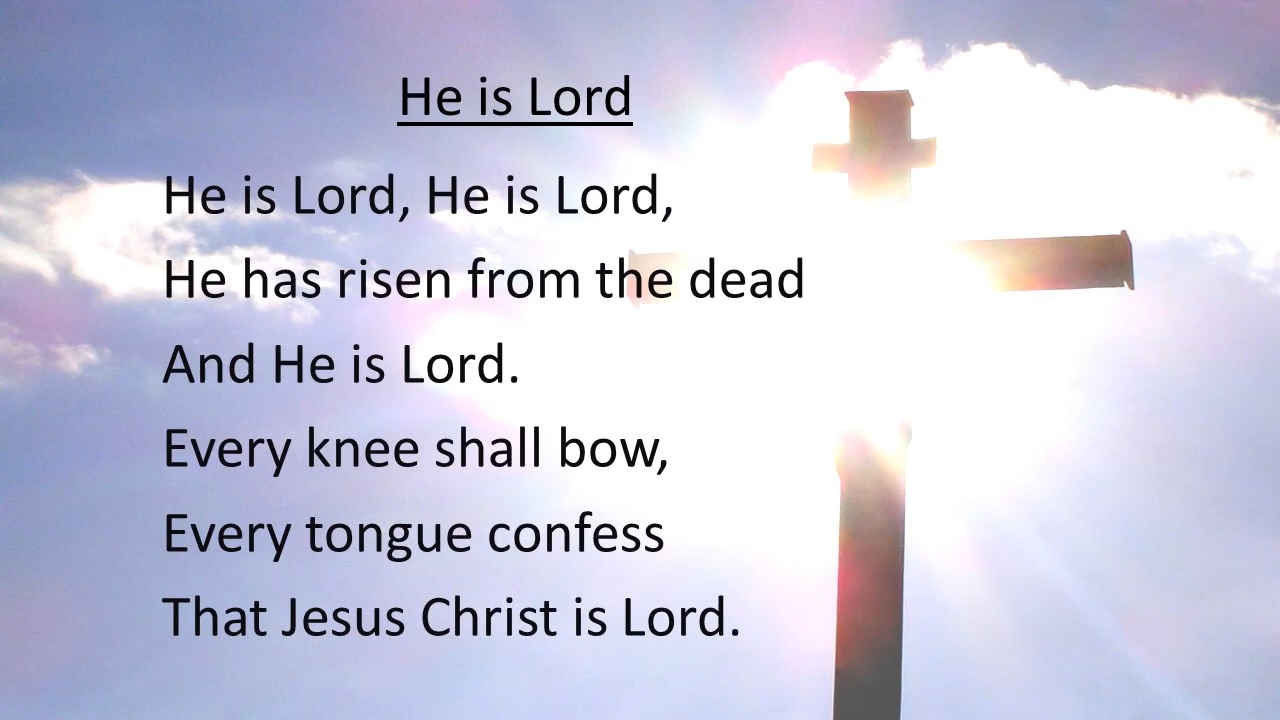 He is Lord
He is Lord, He is Lord,
He has risen from the dead
And He is Lord.
Every knee shall bow,
Every tongue confess
That Jesus Christ is Lord.